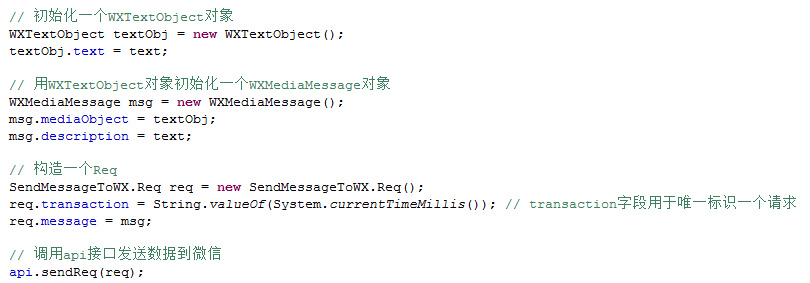 // 初始化一个WXTextObject对象
WXTextObject textObj = new WXTextObject();
textObj.text = text;
// 用WXTextObject对象初始化一个WXMediaMessage对象
WXMediaMessage msg = new WXMediaMessage();
msg.mediaObject = textObj;
msg.description = text;
// 构造一个Req
SendMessageToWX.Req req = new SendMessageToWX.Req();
req.transaction = String.valueOf(System.currentTimeMillis()); // transaction字段用于唯一标识一个请求
req.message = msg;
// 调用api接口发送数据到微信
api.sendReq(req);